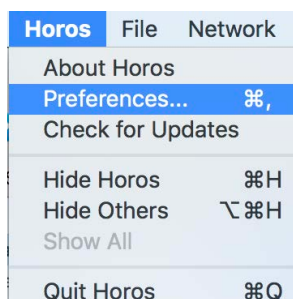 Horos File Network
About Horos
Preferences... ⌘,
Check for Updates
Hide Horos ⌘H
Hide Others ⌥⌘H
Show All
Quit Horos ⌘Q